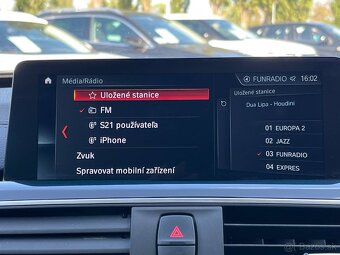 Média/Rádio
FUNRADIO 16:02
Uložené stanice
FM
S21 používateľa
iPhone
Zvuk
Spravovat mobilní zařízení
Uložené stanice
Dua Lipa - Houdini
01 EUROPA 2
02 JAZZ
03 FUNRADIO
04 EXPRES